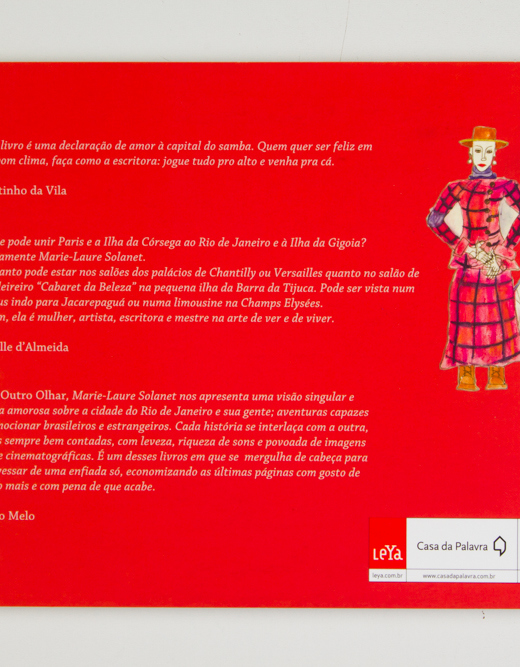 livro é uma declaração de amor à capital do samba. Quem quer ser feliz em
bom clima, faça como a escritora: jogue tudo pro alto e venha pra cá.
tinho da Vila
e pode unir Paris e a Ilha da Córsega ao Rio de Janeiro e à Ilha da Gigoia?
amente Marie-Laure Solanet.
anto pode estar nos salões dos palácios de Chantilly ou Versailles quanto no salão de
eleireiro “Cabaret da Beleza” na pequena ilha da Barra da Tijuca. Pode ser vista num
us indo para Jacarepaguá ou numa limousine na Champs Elysées.
m, ela é mulher, artista, escritora e mestre na arte de ver e de viver.
lle d’Almeida
Outro Olhar, Marie-Laure Solanet nos apresenta uma visão singular e
a amorosa sobre a cidade do Rio de Janeiro e sua gente; aventuras capazes
mocionar brasileiros e estrangeiros. Cada história se interlaça com a outra,
s sempre bem contadas, com leveza, riqueza de sons e povoada de imagens
e cinematográficas. É um desses livros em que se mergulha de cabeça para
vessar de uma enfiada só, economizando as últimas páginas com gosto de
o mais e com pena de que acabe.
o Melo
LeYa
Casa da Palavra
leya.com.br
www.casadapalavra.com.br